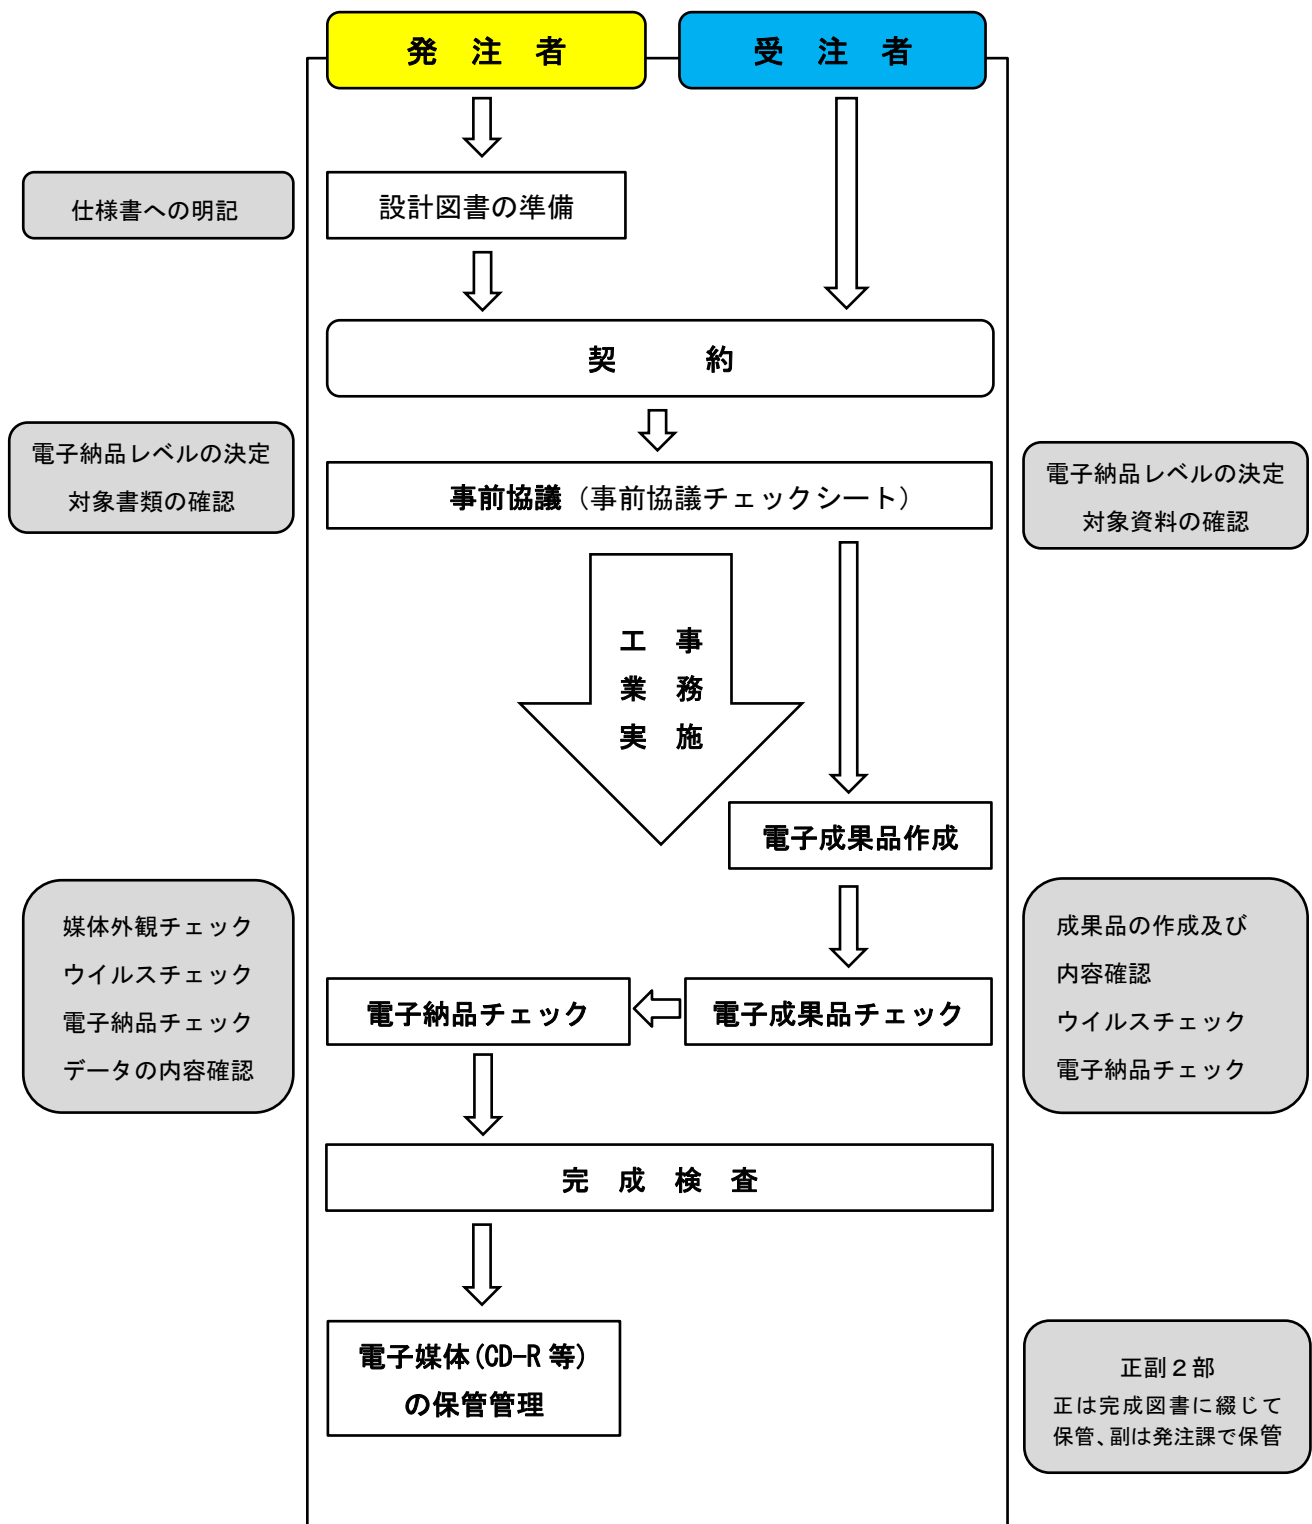 発　注　者
受　注　者
仕様書への明記
設計図書の準備
契　　　約
電子納品レベルの決定
対象書類の確認
事前協議（事前協議チェックシート）
電子納品レベルの決定
対象資料の確認
工　事
業　務
実　施
電子成果品作成
媒体外観チェック
ウイルスチェック
電子納品チェック
データの内容確認
電子納品チェック
電子成果品チェック
成果品の作成及び
内容確認
ウイルスチェック
電子納品チェック
完　成　検　査
電子媒体(CD-R 等)
の保管管理
正副２部
正は完成図書に綴じて
保管、副は発注課で保管